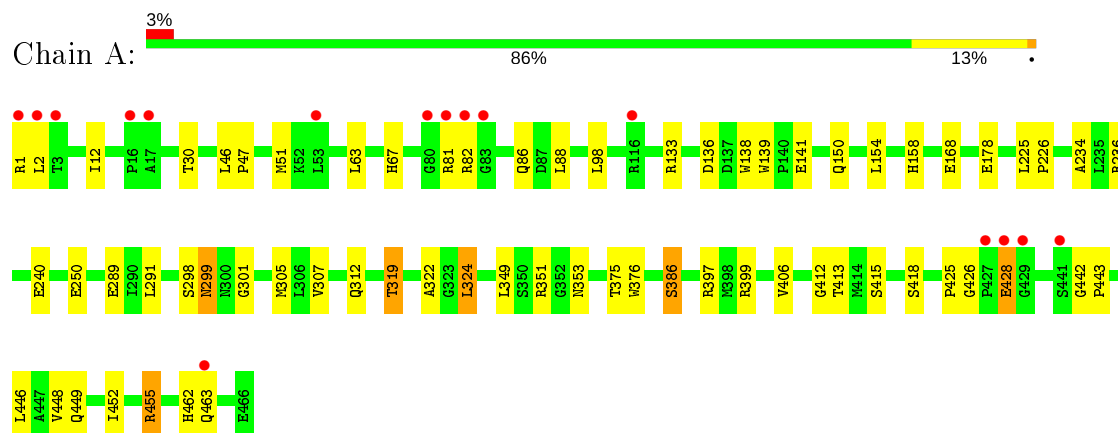 3%
Chain A:
86% 13% •
R1 L2 T3 I12 P16 A17 T30 L46 P47 M51 K52 L53 L63 H67 G80 R81 R82 G83 Q86 D87 L88 L98 R116 R133 D136 D137 W138 W139 P140 E141 Q150 L154 H158 E168 E178 L225 P226 A234 L235 R236
E240 E250 E289 I290 L291 S298 N299 N300 G301 M305 L306 V307 Q312 T319 A322 G323 L324 L349 S350 R351 G352 N353 T375 W376 S386 R397 M398 R399 V406 G412 T413 M414 S415 S418 P425 G426 P427 E428 G429 S441 G442 P443
L446 A447 V448 Q449 I452 R455 H462 Q463 E466